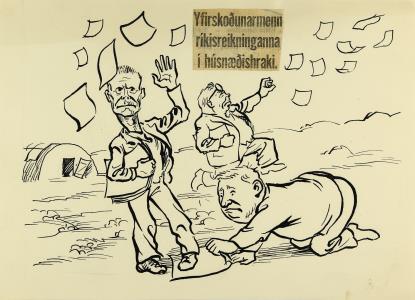 Yfirskoðunarmenn
ríkisreikninganna
í húsnæðishraki.